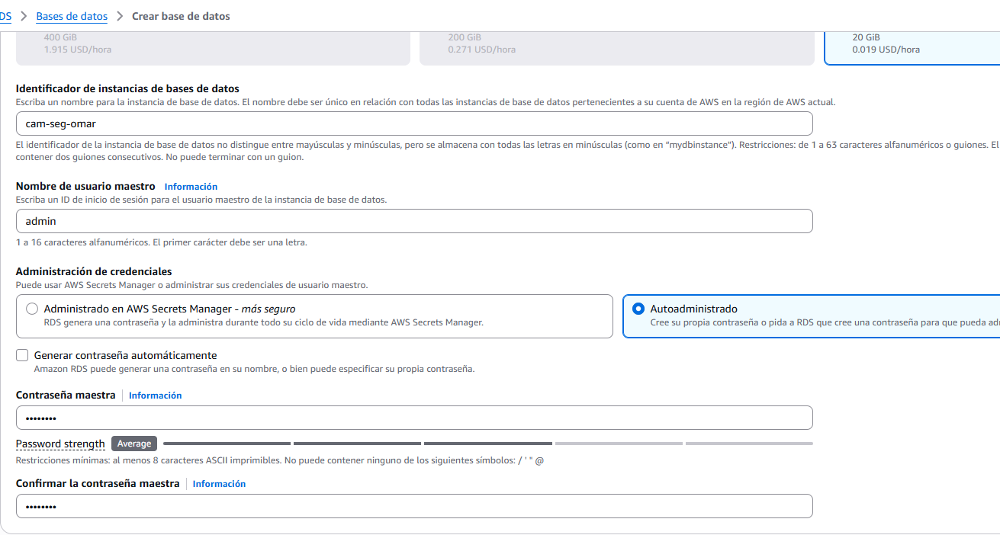 DS > Bases de datos > Crear base de datos
400 GiB
1.915 USD/hora
200 GiB
0.271 USD/hora
20 GiB
0.019 USD/hora
Identificador de instancias de bases de datos
Escriba un nombre para la instancia de base de datos. El nombre debe ser único en relación con todas las instancias de base de datos pertenecientes a su cuenta de AWS en la región de AWS actual.
cam-seg-omar
El identificador de la instancia de base de datos no distingue entre mayúsculas y minúsculas, pero se almacena con todas las letras en minúsculas (como en “mydbinstance”). Restricciones: de 1 a 63 caracteres alfanuméricos o guiones. El
contener dos guiones consecutivos. No puede terminar con un guion.
Nombre de usuario maestro Información
Escriba un ID de inicio de sesión para el usuario maestro de la instancia de base de datos.
admin
1 a 16 caracteres alfanuméricos. El primer carácter debe ser una letra.
Administración de credenciales
Puede usar AWS Secrets Manager o administrar sus credenciales de usuario maestro.
Administrado en AWS Secrets Manager - más seguro
RDS genera una contraseña y la administra durante todo su ciclo de vida mediante AWS Secrets Manager.
Autoadministrado
Cree su propia contraseña o pida a RDS que cree una contraseña para que pueda adm
Generar contraseña automáticamente
Amazon RDS puede generar una contraseña en su nombre, o bien puede especificar su propia contraseña.
Contraseña maestra Información
••••••••
Password strength Average
Restricciones mínimas: al menos 8 caracteres ASCII imprimibles. No puede contener ninguno de los siguientes símbolos: / ' " @
Confirmar la contraseña maestra Información
••••••••